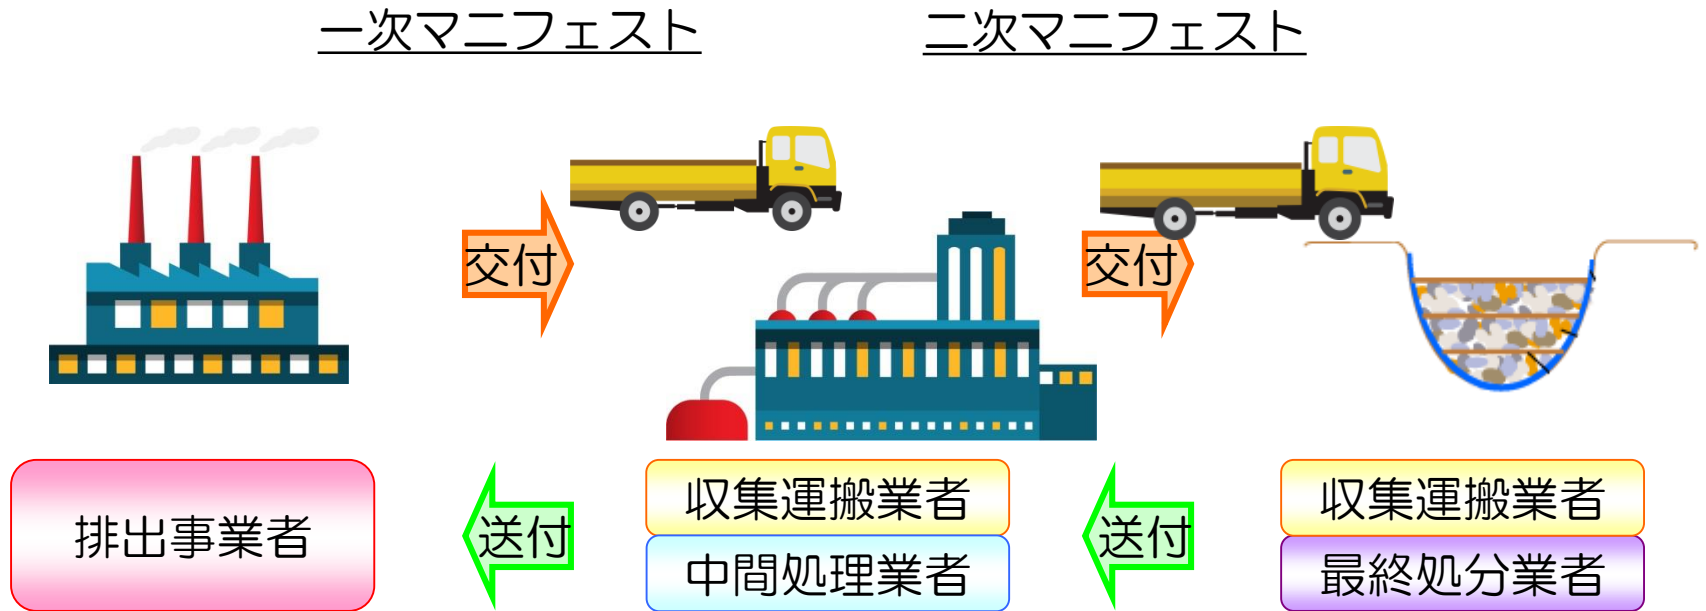 一次マニフェスト
二次マニフェスト
交付
交付
排出事業者
送付
収集運搬業者
中間処理業者
送付
収集運搬業者
最終処分業者